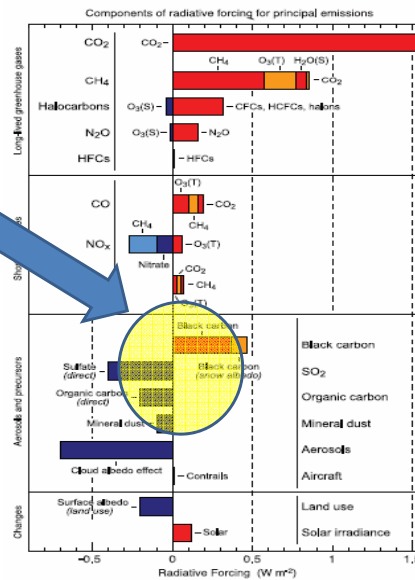 Components of radiative forcing for principal emissions
Long-lived greenhouse gases
CO₂ CO₂
CH₄ CH₄ O₃(T) H₂O(S) CO₂
Halocarbons O₃(S) CFCs, HCFCs, halons
N₂O O₃(S) N₂O
HFCs HFCs
CO O₃(T) CO₂
CH₄
NOₓ CH₄ O₃(T)
Nitrate
CO₂
CH₄
O₃(T)
Aerosols and precursors
Black carbon
Black carbon
Sulfate
(direct)
Black carbon
(snow albedo)
SO₂
Organic carbon
(direct)
Organic carbon
Mineral dust Mineral dust
Aerosols
Cloud albedo effect Contrails Aircraft
Changes
Surface albedo
(land use)
Land use
Solar Solar irradiance
-0,5 0 0,5 1 1,5
Radiative Forcing (W m⁻²)